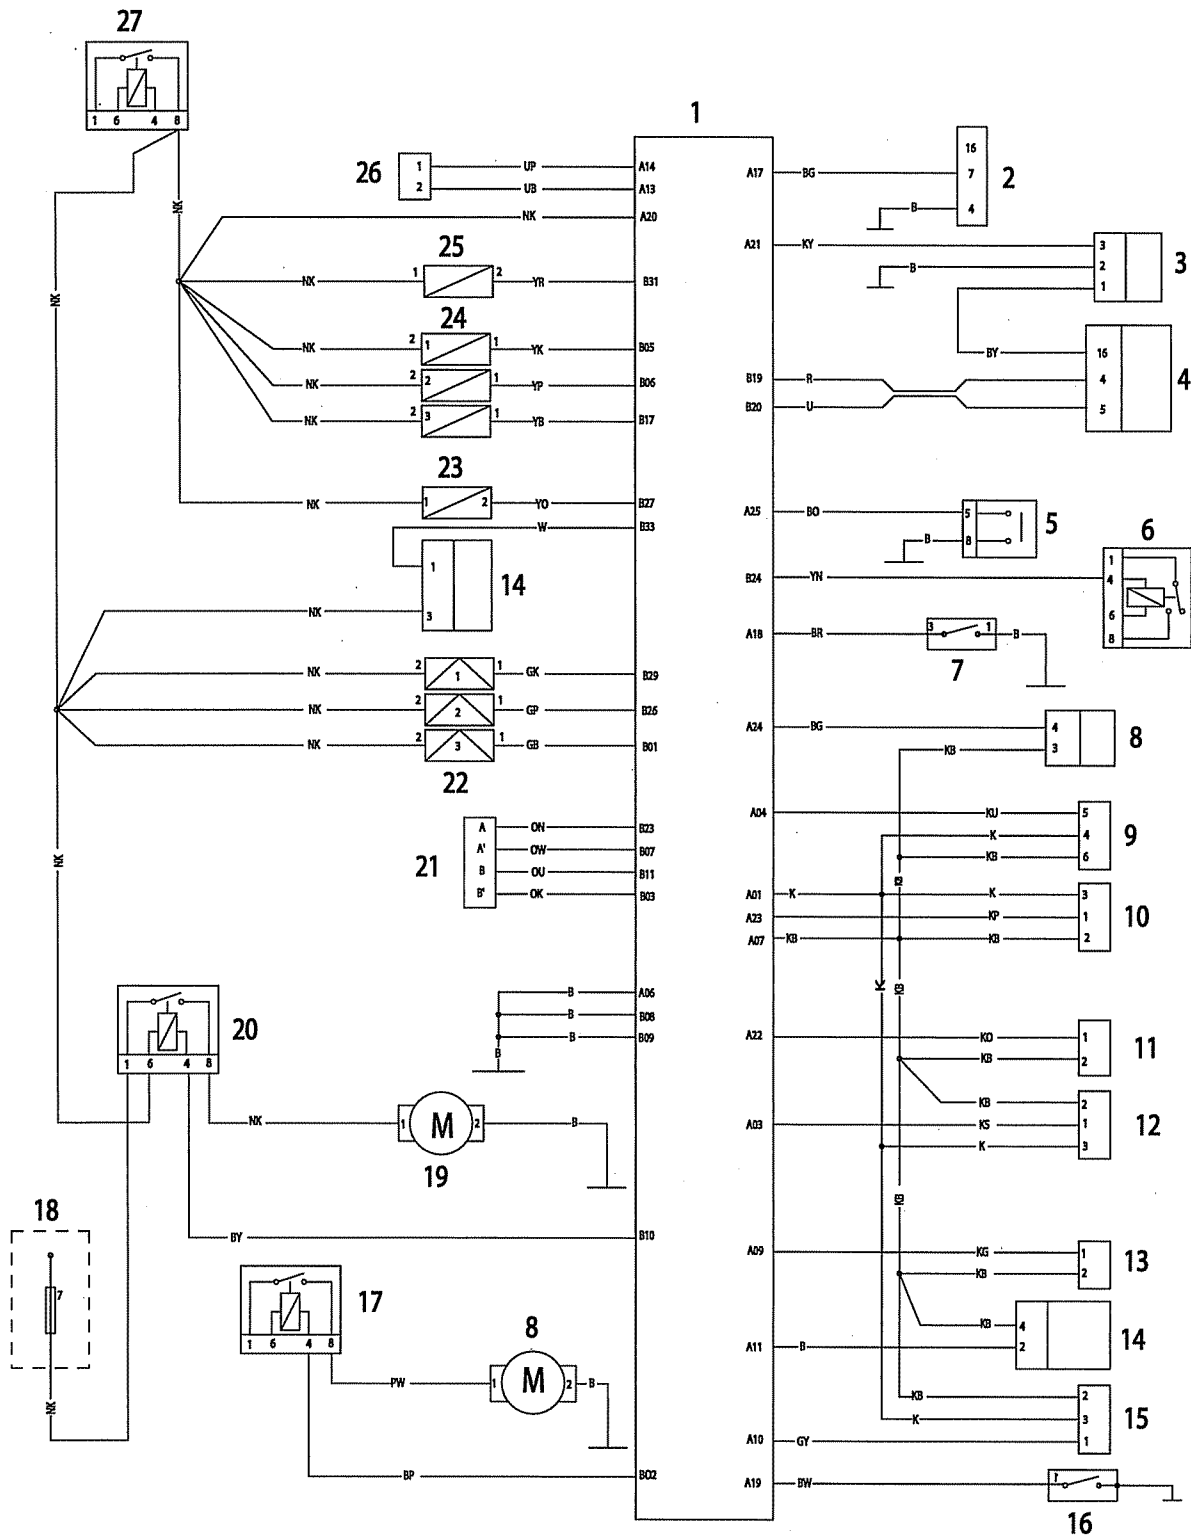 27
1 6 4 8
NK
NK
NK
1
26
1 UP A14
2 UB A13
NK A20
25
NK 1 2 YR B31
24
NK 2 1 1 YK B05
NK 2 2 1 YP B06
NK 2 3 1 YB B17
23
NK 1 2 YO B27
W B33
1
14
NK 3
NK 2 1 1 GK B29
NK 2 2 1 GP B26
NK 2 3 1 GB B01
22
21
A ON B23
A' OW B07
B OU B11
B' OK B03
B A06
B B08
B B09
B
20
1 6 4 8
NK 1 M 2 B
19
BY B10
18
7
NK
17
1 6 4 8
8
PW 1 M 2 B
BP B02
16
A17 BG 7 2
B 4
A21 KY 3 3
B 2
1
BY 16
B19 R 4 4
B20 U 5
A25 BO 5 5
B 8
6
1
B24 YN 4
6
8
A18 BR 3 1 B
7
A24 BG 4 8
KB 3
A04 KU 5 9
K 4
KB 6
KB
A01 K K 3
A23 KP 1 10
A07 KB KB 2
K KB
A22 KO 1 11
KB 2
KB 2
A03 KS 1 12
K 3
KB
A09 KG 1 13
KB 2
KB 4 14
A11 B 2
KB 2
K 3 15
A10 GY 1
A19 BW 1
16